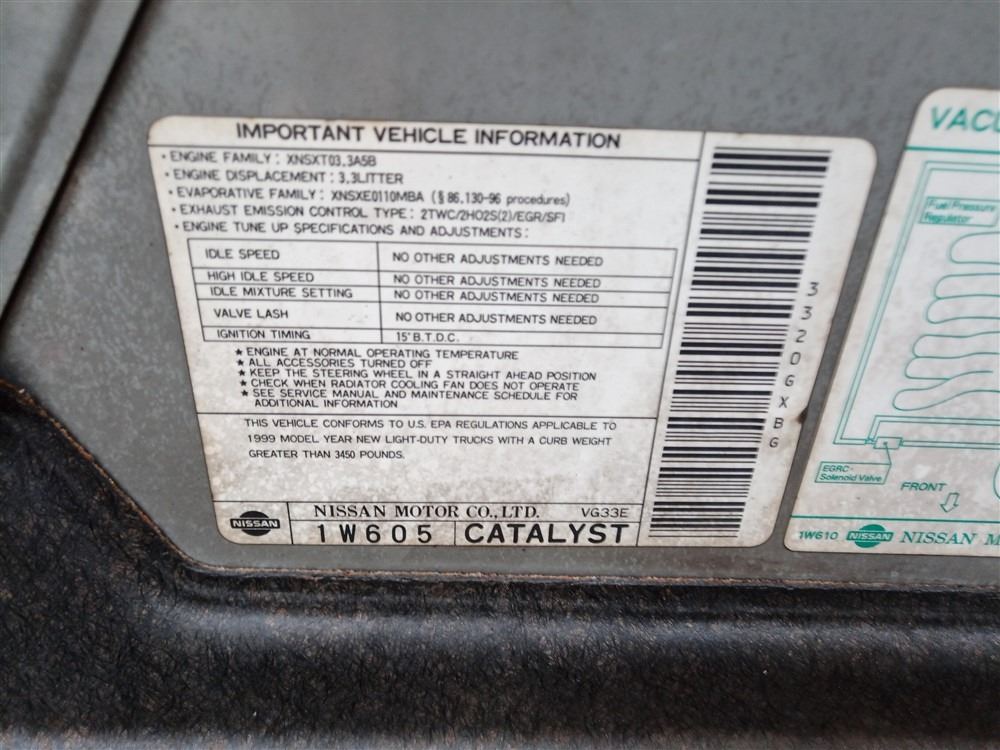 IMPORTANT VEHICLE INFORMATION
• ENGINE FAMILY : XNSXT03.3A5B
• ENGINE DISPLACEMENT : 3.3LITTER
• EVAPORATIVE FAMILY : XNSXE0110MBA (§ 86.130-96 procedures)
• EXHAUST EMISSION CONTROL TYPE : 2TWC/2HO2S(2)/EGR/SFI
• ENGINE TUNE UP SPECIFICATIONS AND ADJUSTMENTS :
IDLE SPEED NO OTHER ADJUSTMENTS NEEDED
HIGH IDLE SPEED NO OTHER ADJUSTMENTS NEEDED
IDLE MIXTURE SETTING NO OTHER ADJUSTMENTS NEEDED
VALVE LASH NO OTHER ADJUSTMENTS NEEDED
IGNITION TIMING 15° B.T.D.C.
★ ENGINE AT NORMAL OPERATING TEMPERATURE
★ ALL ACCESSORIES TURNED OFF
★ KEEP THE STEERING WHEEL IN A STRAIGHT AHEAD POSITION
★ CHECK WHEN RADIATOR COOLING FAN DOES NOT OPERATE
★ SEE SERVICE MANUAL AND MAINTENANCE SCHEDULE FOR
ADDITIONAL INFORMATION
THIS VEHICLE CONFORMS TO U.S. EPA REGULATIONS APPLICABLE TO
1999 MODEL YEAR NEW LIGHT-DUTY TRUCKS WITH A CURB WEIGHT
GREATER THAN 3450 POUNDS.
NISSAN
NISSAN MOTOR CO.,LTD. VG33E
1W605 CATALYST
3320GXBG
VACU
Fuel Pressure
Regulator
EGRC-
Solenoid Valve
FRONT
1W610 NISSAN NISSAN M